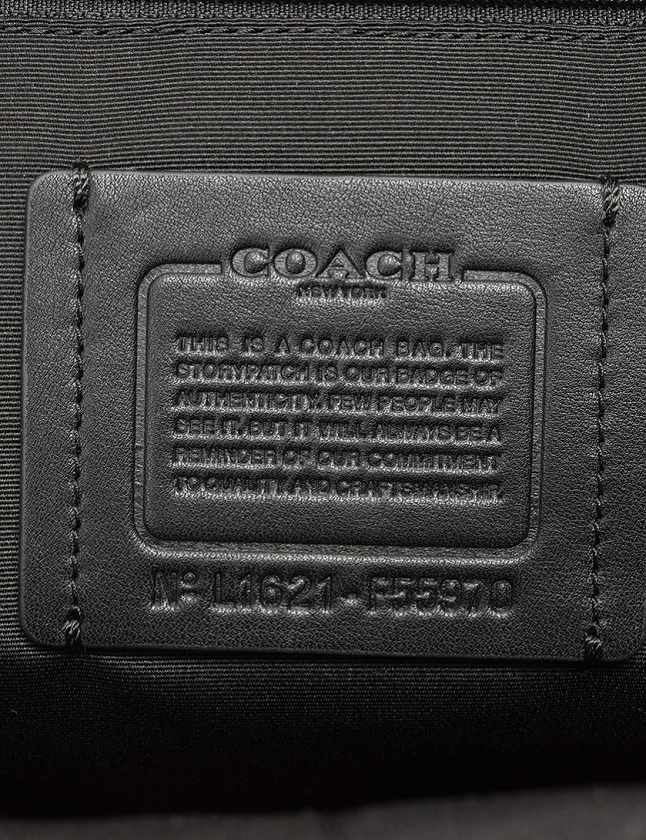 COACH
NEW YORK
THIS IS A COACH BAG. THE
STORYPATCH IS OUR BADGE OF
AUTHENTICITY. FEW PEOPLE MAY
SEE IT, BUT IT WILL ALWAYS BE A
REMINDER OF OUR COMMITMENT
TO QUALITY AND CRAFTSMANSHIP.
Nº L1621-F55970